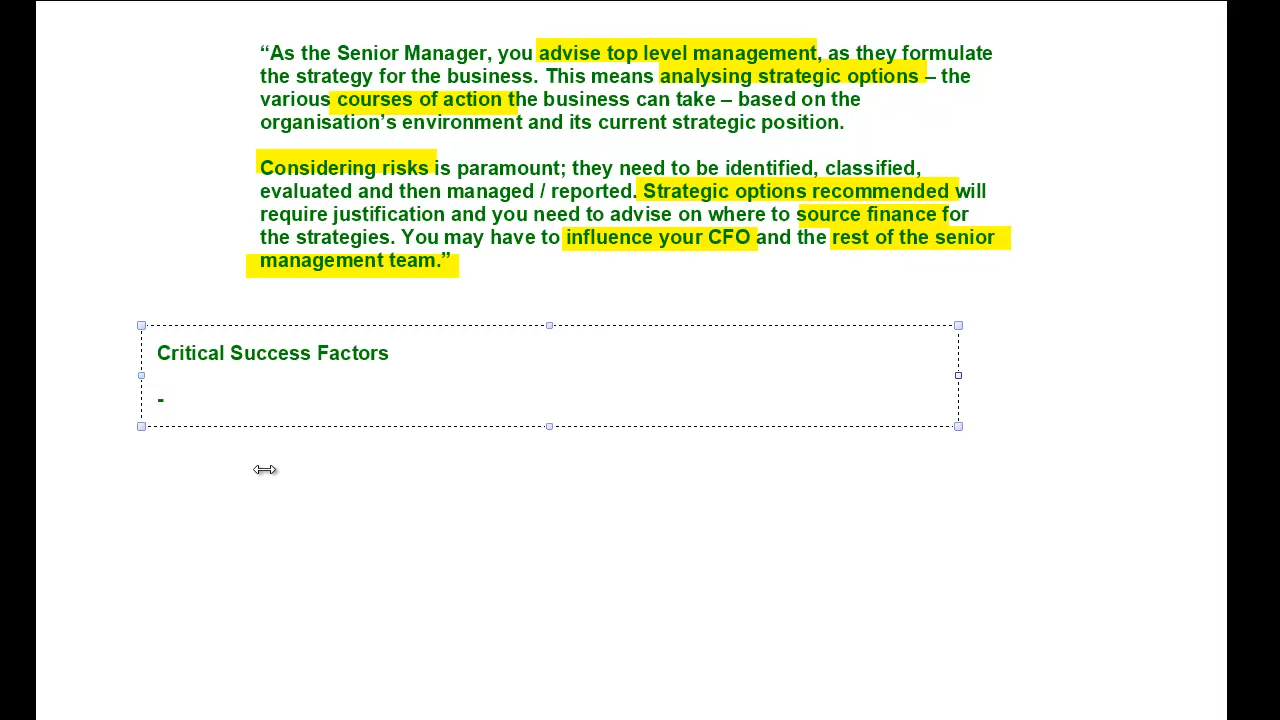 “As the Senior Manager, you advise top level management, as they formulate
the strategy for the business. This means analysing strategic options – the
various courses of action the business can take – based on the
organisation’s environment and its current strategic position.
Considering risks is paramount; they need to be identified, classified,
evaluated and then managed / reported. Strategic options recommended will
require justification and you need to advise on where to source finance for
the strategies. You may have to influence your CFO and the rest of the senior
management team.”
Critical Success Factors
-